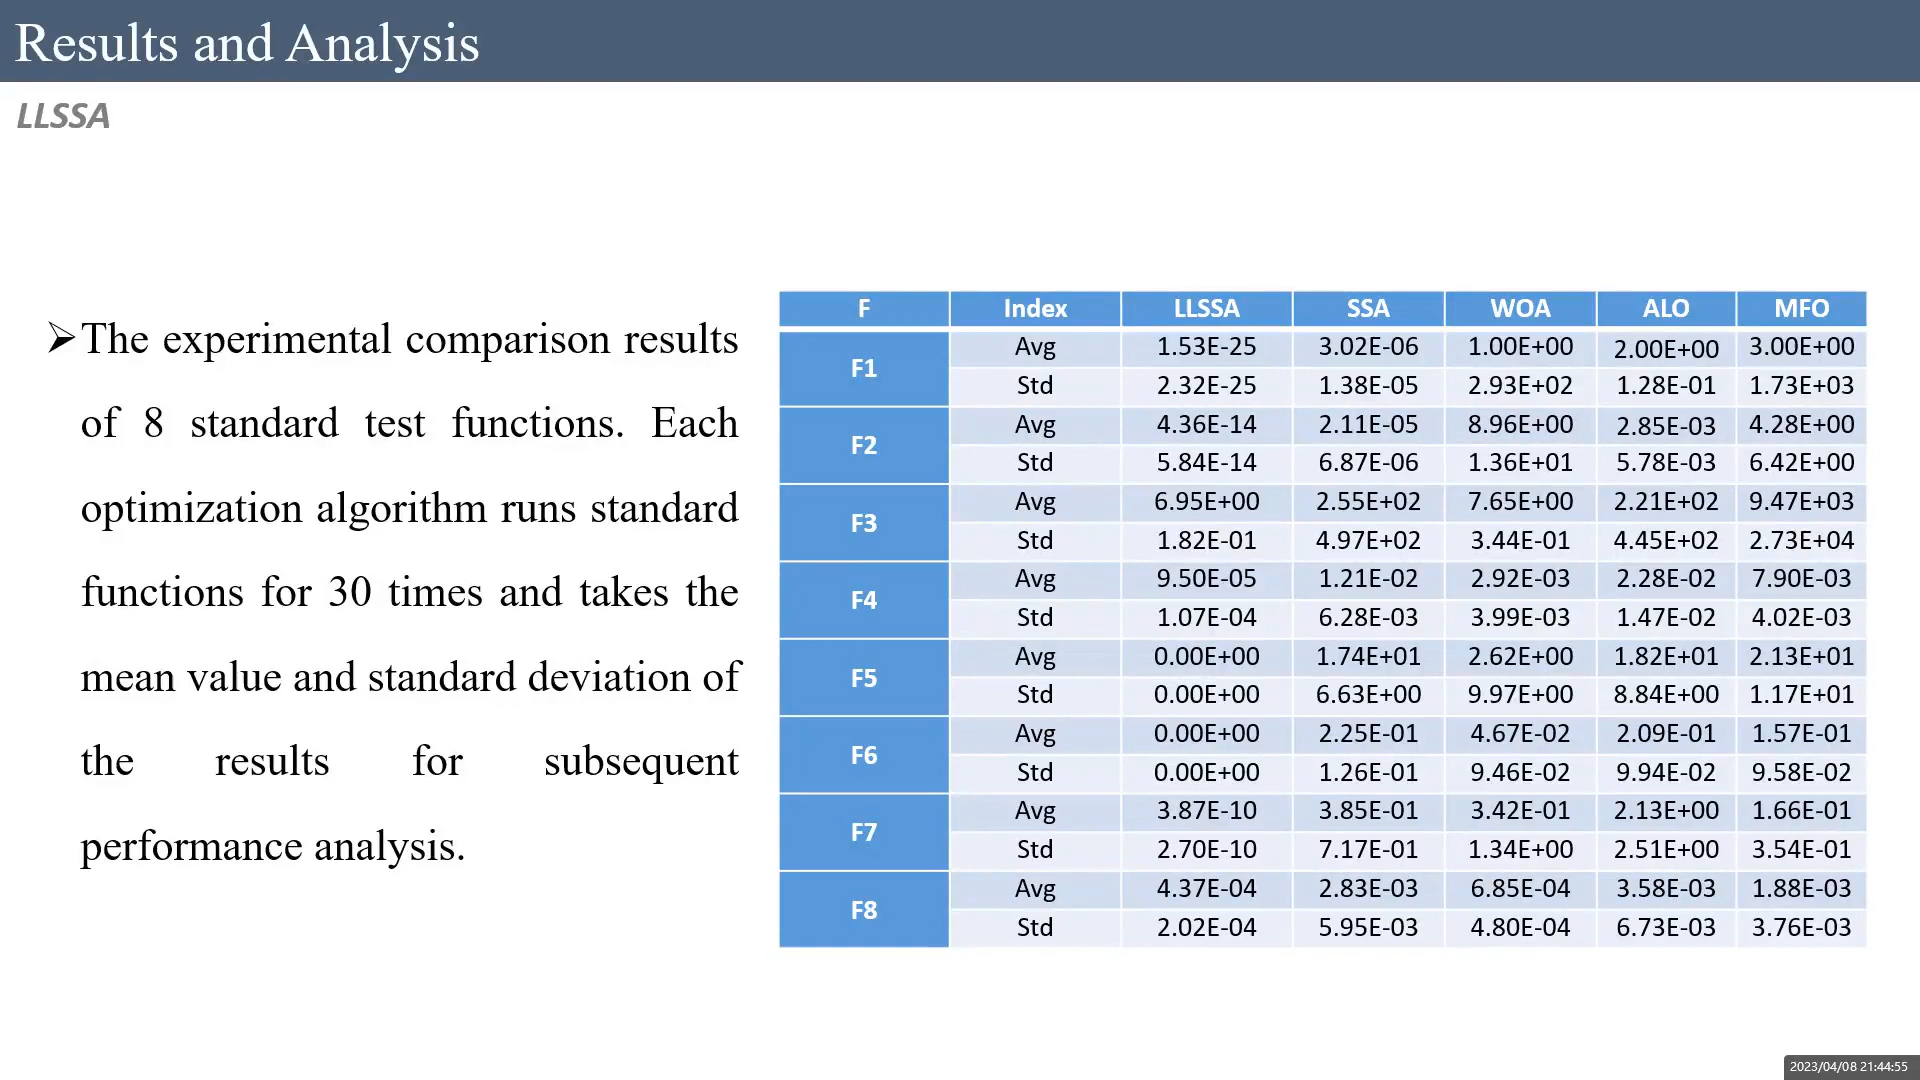 Results and Analysis
LLSSA
➢The experimental comparison results
of 8 standard test functions. Each
optimization algorithm runs standard
functions for 30 times and takes the
mean value and standard deviation of
the results for subsequent
performance analysis.
F Index LLSSA SSA WOA ALO MFO
F1 Avg 1.53E-25 3.02E-06 1.00E+00 2.00E+00 3.00E+00
Std 2.32E-25 1.38E-05 2.93E+02 1.28E-01 1.73E+03
F2 Avg 4.36E-14 2.11E-05 8.96E+00 2.85E-03 4.28E+00
Std 5.84E-14 6.87E-06 1.36E+01 5.78E-03 6.42E+00
F3 Avg 6.95E+00 2.55E+02 7.65E+00 2.21E+02 9.47E+03
Std 1.82E-01 4.97E+02 3.44E-01 4.45E+02 2.73E+04
F4 Avg 9.50E-05 1.21E-02 2.92E-03 2.28E-02 7.90E-03
Std 1.07E-04 6.28E-03 3.99E-03 1.47E-02 4.02E-03
F5 Avg 0.00E+00 1.74E+01 2.62E+00 1.82E+01 2.13E+01
Std 0.00E+00 6.63E+00 9.97E+00 8.84E+00 1.17E+01
F6 Avg 0.00E+00 2.25E-01 4.67E-02 2.09E-01 1.57E-01
Std 0.00E+00 1.26E-01 9.46E-02 9.94E-02 9.58E-02
F7 Avg 3.87E-10 3.85E-01 3.42E-01 2.13E+00 1.66E-01
Std 2.70E-10 7.17E-01 1.34E+00 2.51E+00 3.54E-01
F8 Avg 4.37E-04 2.83E-03 6.85E-04 3.58E-03 1.88E-03
Std 2.02E-04 5.95E-03 4.80E-04 6.73E-03 3.76E-03
2023/04/08 21:44:55